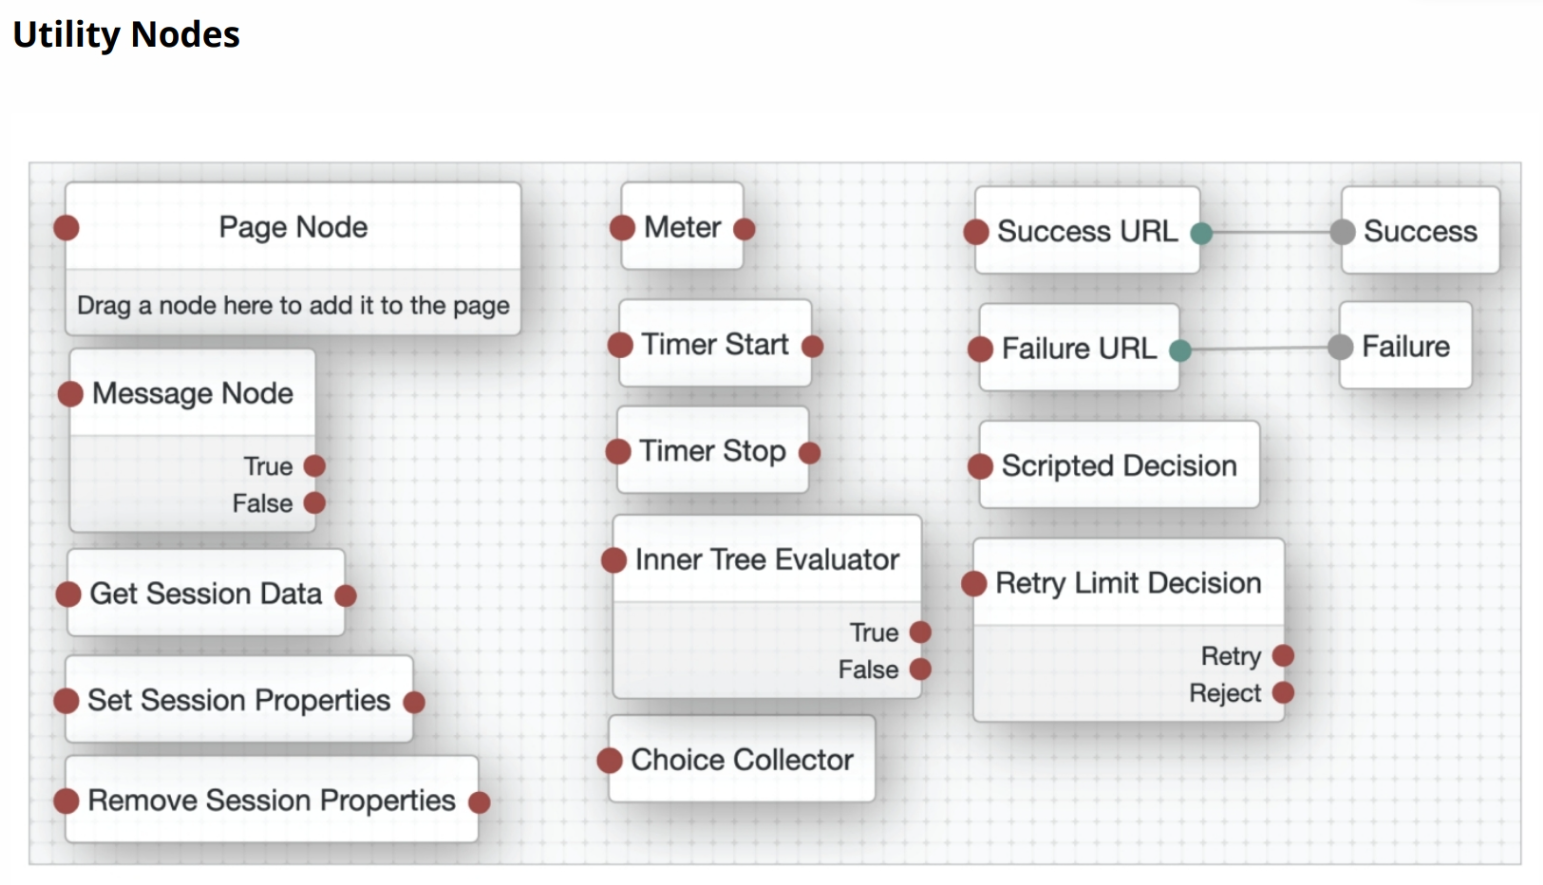 Utility Nodes
Page Node
Drag a node here to add it to the page
Message Node
True
False
Get Session Data
Set Session Properties
Remove Session Properties
Meter
Timer Start
Timer Stop
Inner Tree Evaluator
True
False
Choice Collector
Success URL
Success
Failure URL
Failure
Scripted Decision
Retry Limit Decision
Retry
Reject